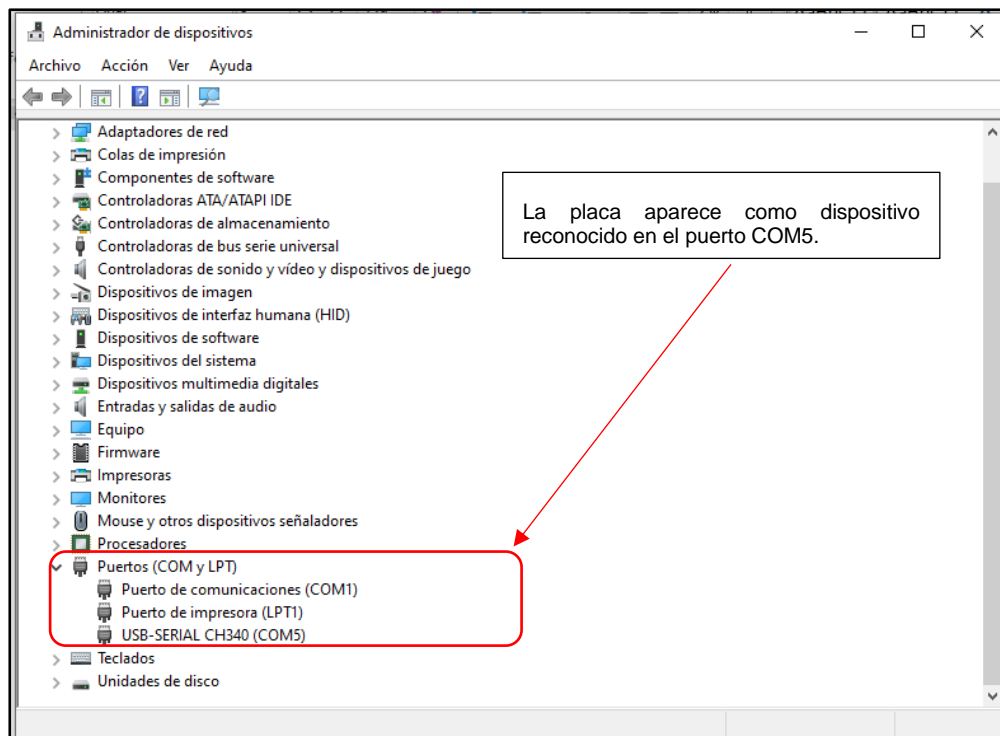 Administrador de dispositivos
Archivo Acción Ver Ayuda
Adaptadores de red
Colas de impresión
Componentes de software
Controladoras ATA/ATAPI IDE
Controladoras de almacenamiento
Controladoras de bus serie universal
Controladoras de sonido y vídeo y dispositivos de juego
Dispositivos de imagen
Dispositivos de interfaz humana (HID)
Dispositivos de software
Dispositivos del sistema
Dispositivos multimedia digitales
Entradas y salidas de audio
Equipo
Firmware
Impresoras
Monitores
Mouse y otros dispositivos señaladores
Procesadores
Puertos (COM y LPT)
Puerto de comunicaciones (COM1)
Puerto de impresora (LPT1)
USB-SERIAL CH340 (COM5)
Teclados
Unidades de disco
La placa aparece como dispositivo
reconocido en el puerto COM5.